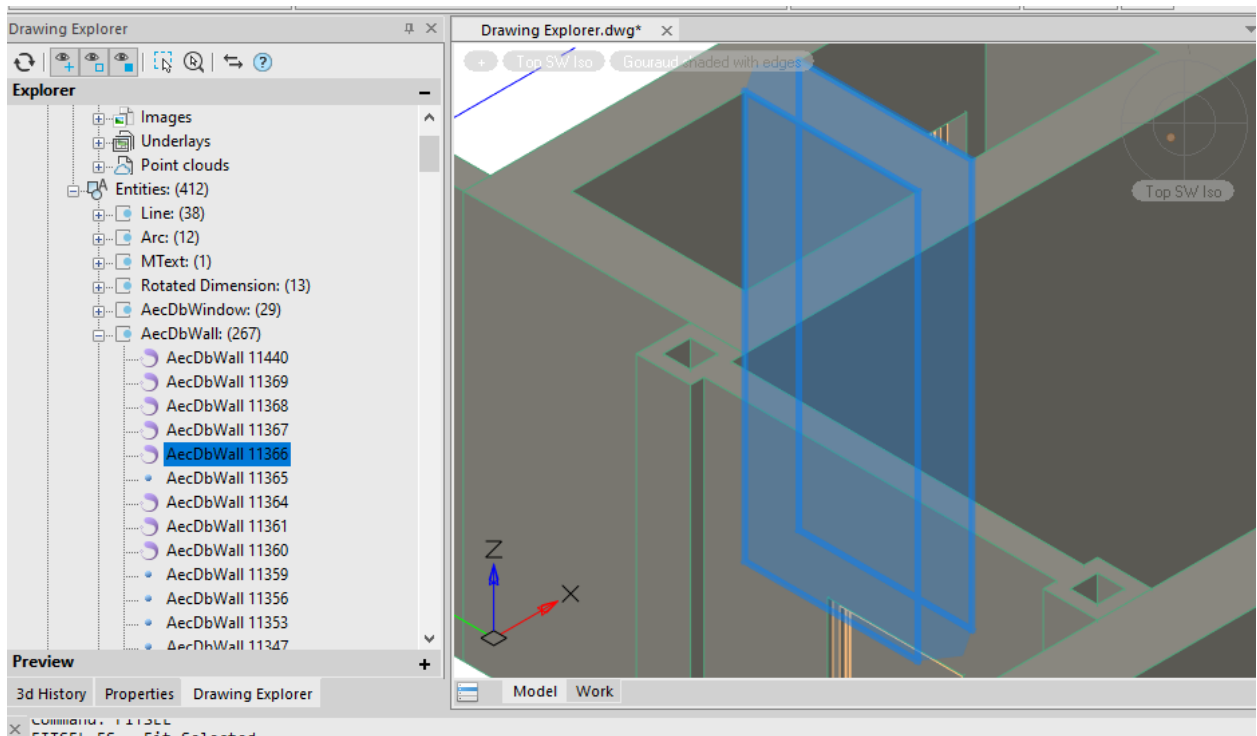 Drawing Explorer
Drawing Explorer.dwg*
+ Top SW Iso Gouraud shaded with edges
Explorer
Images
Underlays
Point clouds
Entities: (412)
Line: (38)
Arc: (12)
MText: (1)
Rotated Dimension: (13)
AecDbWindow: (29)
AecDbWall: (267)
AecDbWall 11440
AecDbWall 11369
AecDbWall 11368
AecDbWall 11367
AecDbWall 11366
AecDbWall 11365
AecDbWall 11364
AecDbWall 11361
AecDbWall 11360
AecDbWall 11359
AecDbWall 11356
AecDbWall 11353
AecDbWall 11347
Top SW Iso
Z
X
Preview
3d History Properties Drawing Explorer
Model Work
Command: FITSEL